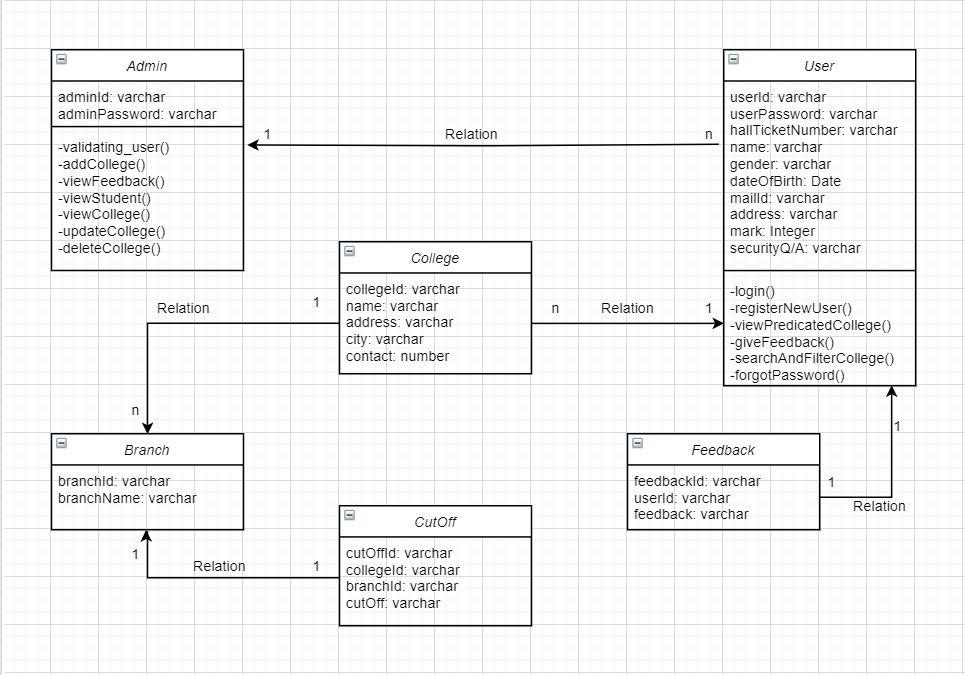 Admin
adminId: varchar
adminPassword: varchar
-validating_user()
-addCollege()
-viewFeedback()
-viewStudent()
-viewCollege()
-updateCollege()
-deleteCollege()
1
Relation
n
User
userId: varchar
userPassword: varchar
hallTicketNumber: varchar
name: varchar
gender: varchar
dateOfBirth: Date
mailId: varchar
address: varchar
mark: Integer
securityQ/A: varchar
-login()
-registerNewUser()
-viewPredicatedCollege()
-giveFeedback()
-searchAndFilterCollege()
-forgotPassword()
College
collegeId: varchar
name: varchar
address: varchar
city: varchar
contact: number
Relation
1
n
n
Relation
1
Branch
branchId: varchar
branchName: varchar
Feedback
feedbackId: varchar
userId: varchar
feedback: varchar
1
1
Relation
CutOff
cutOffId: varchar
collegeId: varchar
branchId: varchar
cutOff: varchar
1
Relation
1